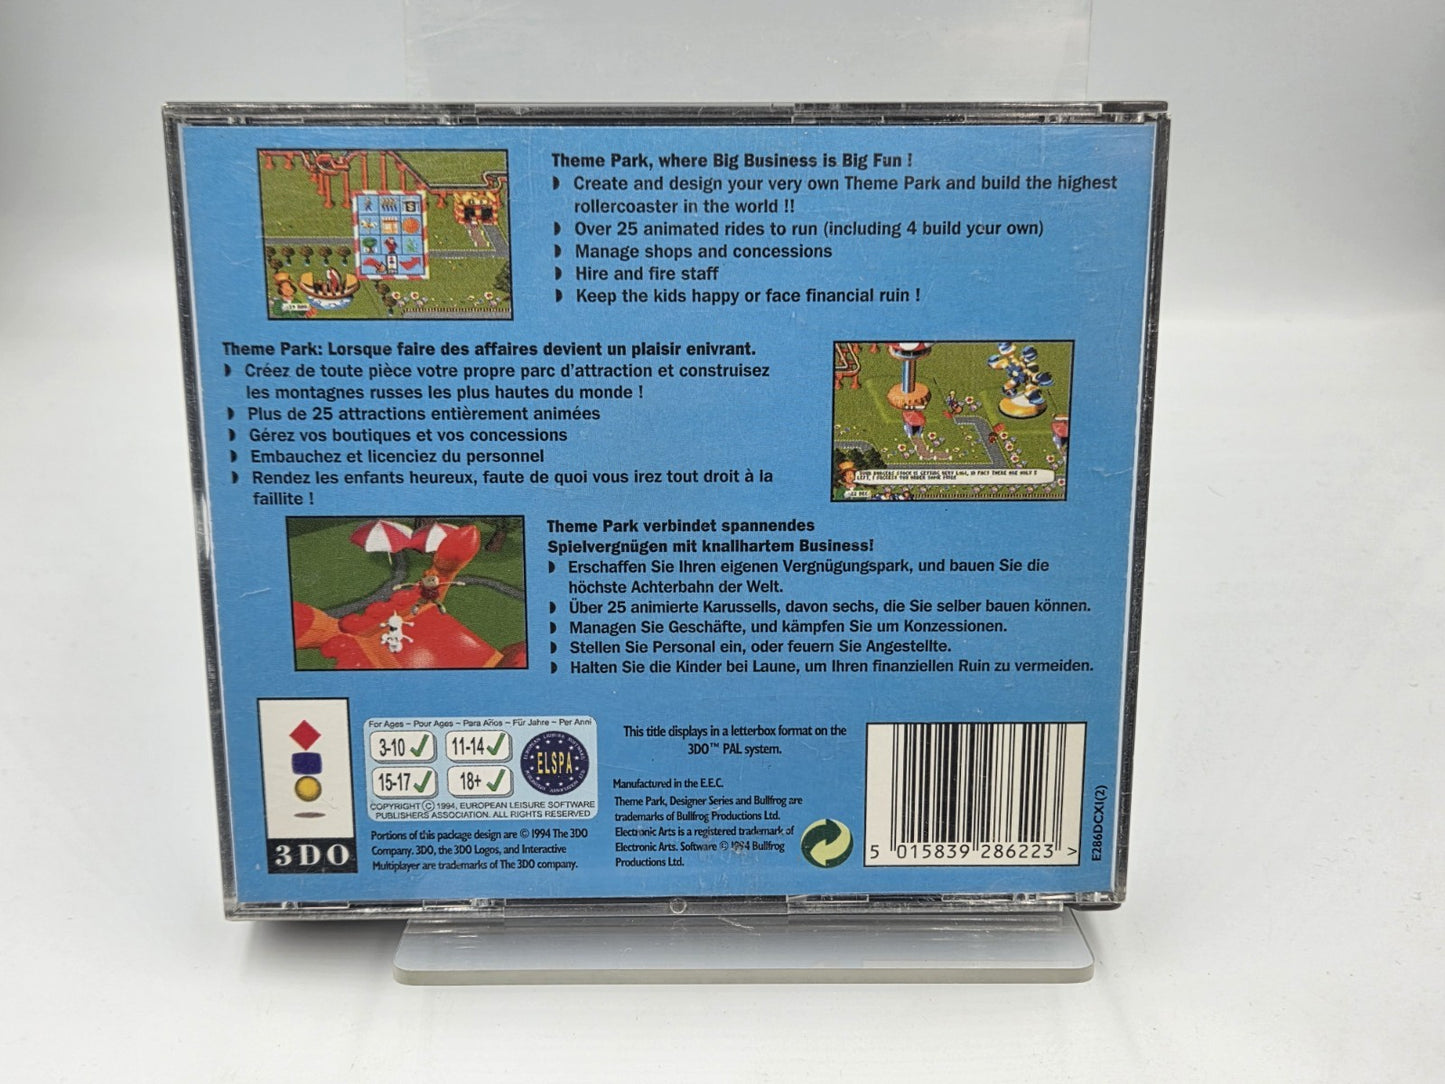 Theme Park, where Big Business is Big Fun !
Create and design your very own Theme Park and build the highest
rollercoaster in the world !!
Over 25 animated rides to run (including 4 build your own)
Manage shops and concessions
Hire and fire staff
Keep the kids happy or face financial ruin !
Theme Park: Lorsque faire des affaires devient un plaisir enivrant.
Créez de toute pièce votre propre parc d'attraction et construisez
les montagnes russes les plus hautes du monde !
Plus de 25 attractions entièrement animées
Gérez vos boutiques et vos concessions
Embauchez et licenciez du personnel
Rendez les enfants heureux, faute de quoi vous irez tout droit à la
faillite !
22 DEC
Theme Park verbindet spannendes
Spielvergnügen mit knallhartem Business!
Erschaffen Sie Ihren eigenen Vergnügungspark, und bauen Sie die
höchste Achterbahn der Welt.
Über 25 animierte Karussells, davon sechs, die Sie selber bauen können.
Managen Sie Geschäfte, und kämpfen Sie um Konzessionen.
Stellen Sie Personal ein, oder feuern Sie Angestellte.
Halten Sie die Kinder bei Laune, um Ihren finanziellen Ruin zu vermeiden.
3DO
For Ages ~ Pour Ages ~ Para Años ~ Für Jahre ~ Per Anni
3-10 ✓ 11-14 ✓
15-17 ✓ 18+ ✓
ELSPA
COPYRIGHT © 1994, EUROPEAN LEISURE SOFTWARE
PUBLISHERS ASSOCIATION. ALL RIGHTS RESERVED
Portions of this package design are © 1994 The 3DO
Company. 3DO, the 3DO Logos, and Interactive
Multiplayer are trademarks of The 3DO company.
This title displays in a letterbox format on the
3DO™ PAL system.
Manufactured in the E.E.C.
Theme Park, Designer Series and Bullfrog are
trademarks of Bullfrog Productions Ltd.
Electronic Arts is a registered trademark of
Electronic Arts. Software © 1994 Bullfrog
Productions Ltd.
5 015839 286223 >
E286DCXI(2)